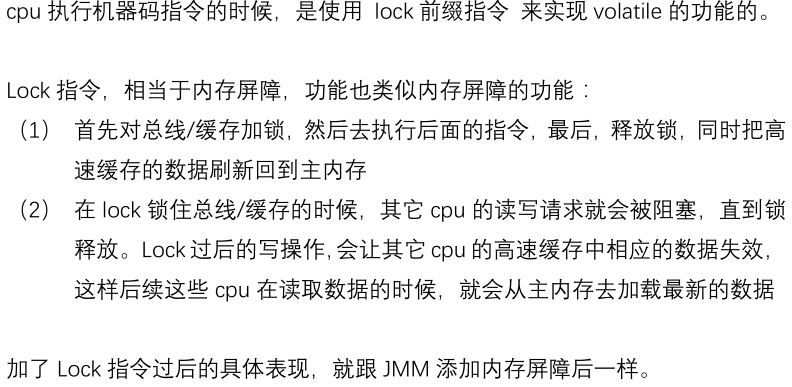 cpu 执行机器码指令的时候，是使用 lock 前缀指令 来实现 volatile 的功能的。
Lock 指令，相当于内存屏障，功能也类似内存屏障的功能：
（1） 首先对总线/缓存加锁，然后去执行后面的指令，最后，释放锁，同时把高
速缓存的数据刷新回到主内存
（2） 在 lock 锁住总线/缓存的时候，其它 cpu 的读写请求就会被阻塞，直到锁
释放。Lock 过后的写操作，会让其它 cpu 的高速缓存中相应的数据失效，
这样后续这些 cpu 在读取数据的时候，就会从主内存去加载最新的数据
加了 Lock 指令过后的具体表现，就跟 JMM 添加内存屏障后一样。